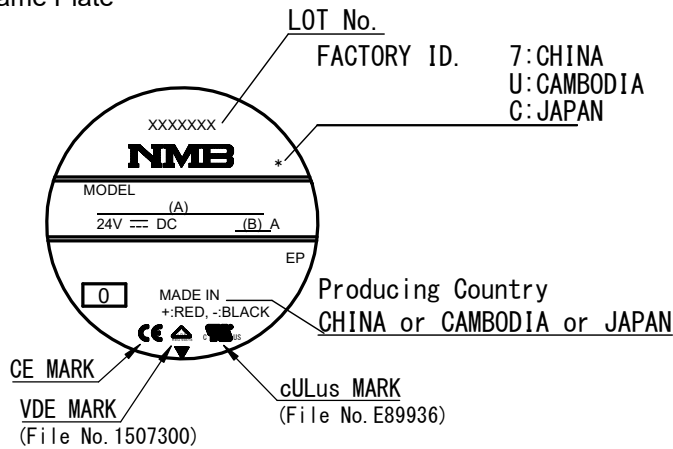 LOT No.
FACTORY ID. 7:CHINA
U:CAMBODIA
C:JAPAN
XXXXXXX
NMB
*
MODEL
(A)
24V DC (B) A
EP
0
MADE IN
+:RED, -:BLACK
Producing Country
CHINA or CAMBODIA or JAPAN
CE
c US
CE MARK
VDE MARK
(File No.1507300)
cULus MARK
(File No.E89936)